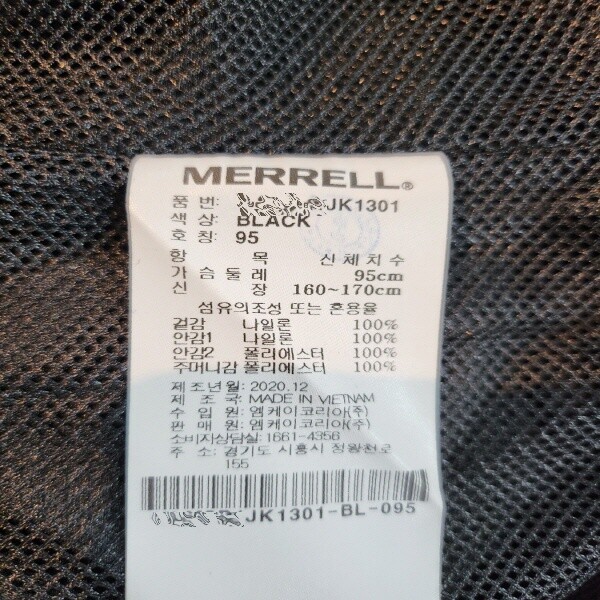 MERRELL®
품 번: JK1301
색 상: BLACK
호 칭: 95
항 목 신 체 치 수
가 슴 둘 레 95cm
신 장 160~170cm
섬유의조성 또는 혼용율
겉감 나일론 100%
안감1 나일론 100%
안감2 폴리에스터 100%
주머니감 폴리에스터 100%
제조년월: 2020.12
제 조 국: MADE IN VIETNAM
수 입 원: 엠케이코리아(주)
판 매 원: 엠케이코리아(주)
소비자상담실: 1661-4356
주 소: 경기도 시흥시 정왕천로
155
JK1301-BL-095